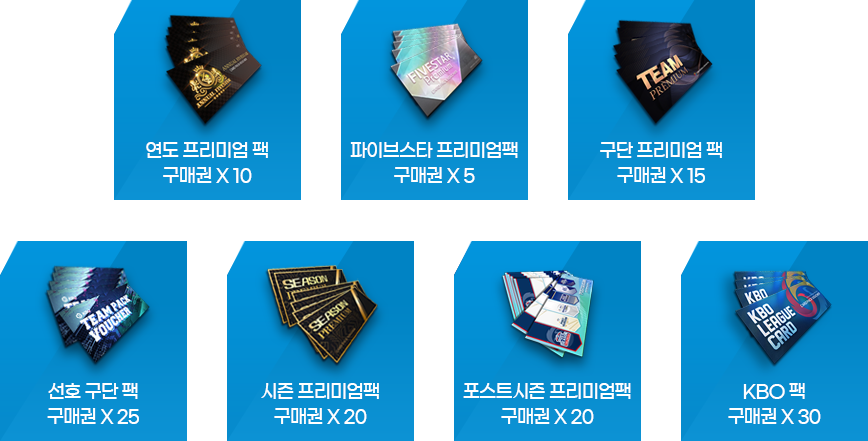 ANNUAL PREMIUM
FIVESTAR
Premium
TEAM
PREMIUM
연도 프리미엄 팩
구매권 X 10
파이브스타 프리미엄팩
구매권 X 5
구단 프리미엄 팩
구매권 X 15
TEAM PACK
VOUCHER
SEASON
SEASON
PREMIUM
KBO
KBO
KBO
LEAGUE
CARD
선호 구단 팩
구매권 X 25
시즌 프리미엄팩
구매권 X 20
포스트시즌 프리미엄팩
구매권 X 20
KBO 팩
구매권 X 30